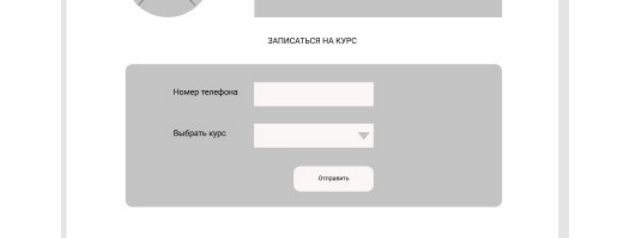 ЗАПИСАТЬСЯ НА КУРС
Номер телефона
Выбрать курс
Отправить